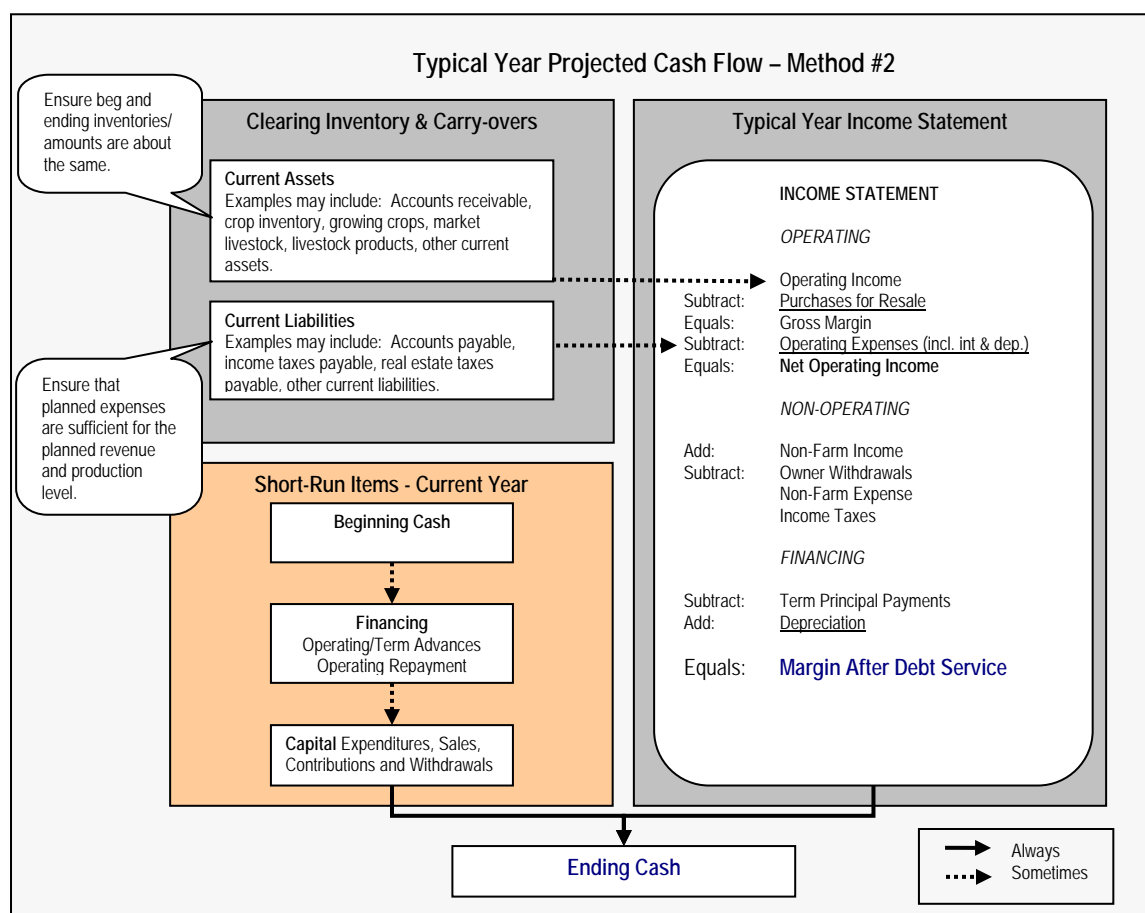 Typical Year Projected Cash Flow – Method #2
Ensure beg and
ending inventories/
amounts are about
the same.
Clearing Inventory & Carry-overs
Current Assets
Examples may include: Accounts receivable,
crop inventory, growing crops, market
livestock, livestock products, other current
assets.
Current Liabilities
Examples may include: Accounts payable,
income taxes payable, real estate taxes
payable, other current liabilities.
Ensure that
planned expenses
are sufficient for the
planned revenue
and production
level.
Short-Run Items - Current Year
Beginning Cash
Financing
Operating/Term Advances
Operating Repayment
Capital Expenditures, Sales,
Contributions and Withdrawals
Typical Year Income Statement
INCOME STATEMENT
OPERATING
Operating Income
Subtract: Purchases for Resale
Equals: Gross Margin
Subtract: Operating Expenses (incl. int & dep.)
Equals: Net Operating Income
NON-OPERATING
Add: Non-Farm Income
Subtract: Owner Withdrawals
Non-Farm Expense
Income Taxes
FINANCING
Subtract: Term Principal Payments
Add: Depreciation
Equals: Margin After Debt Service
Ending Cash
Always
Sometimes